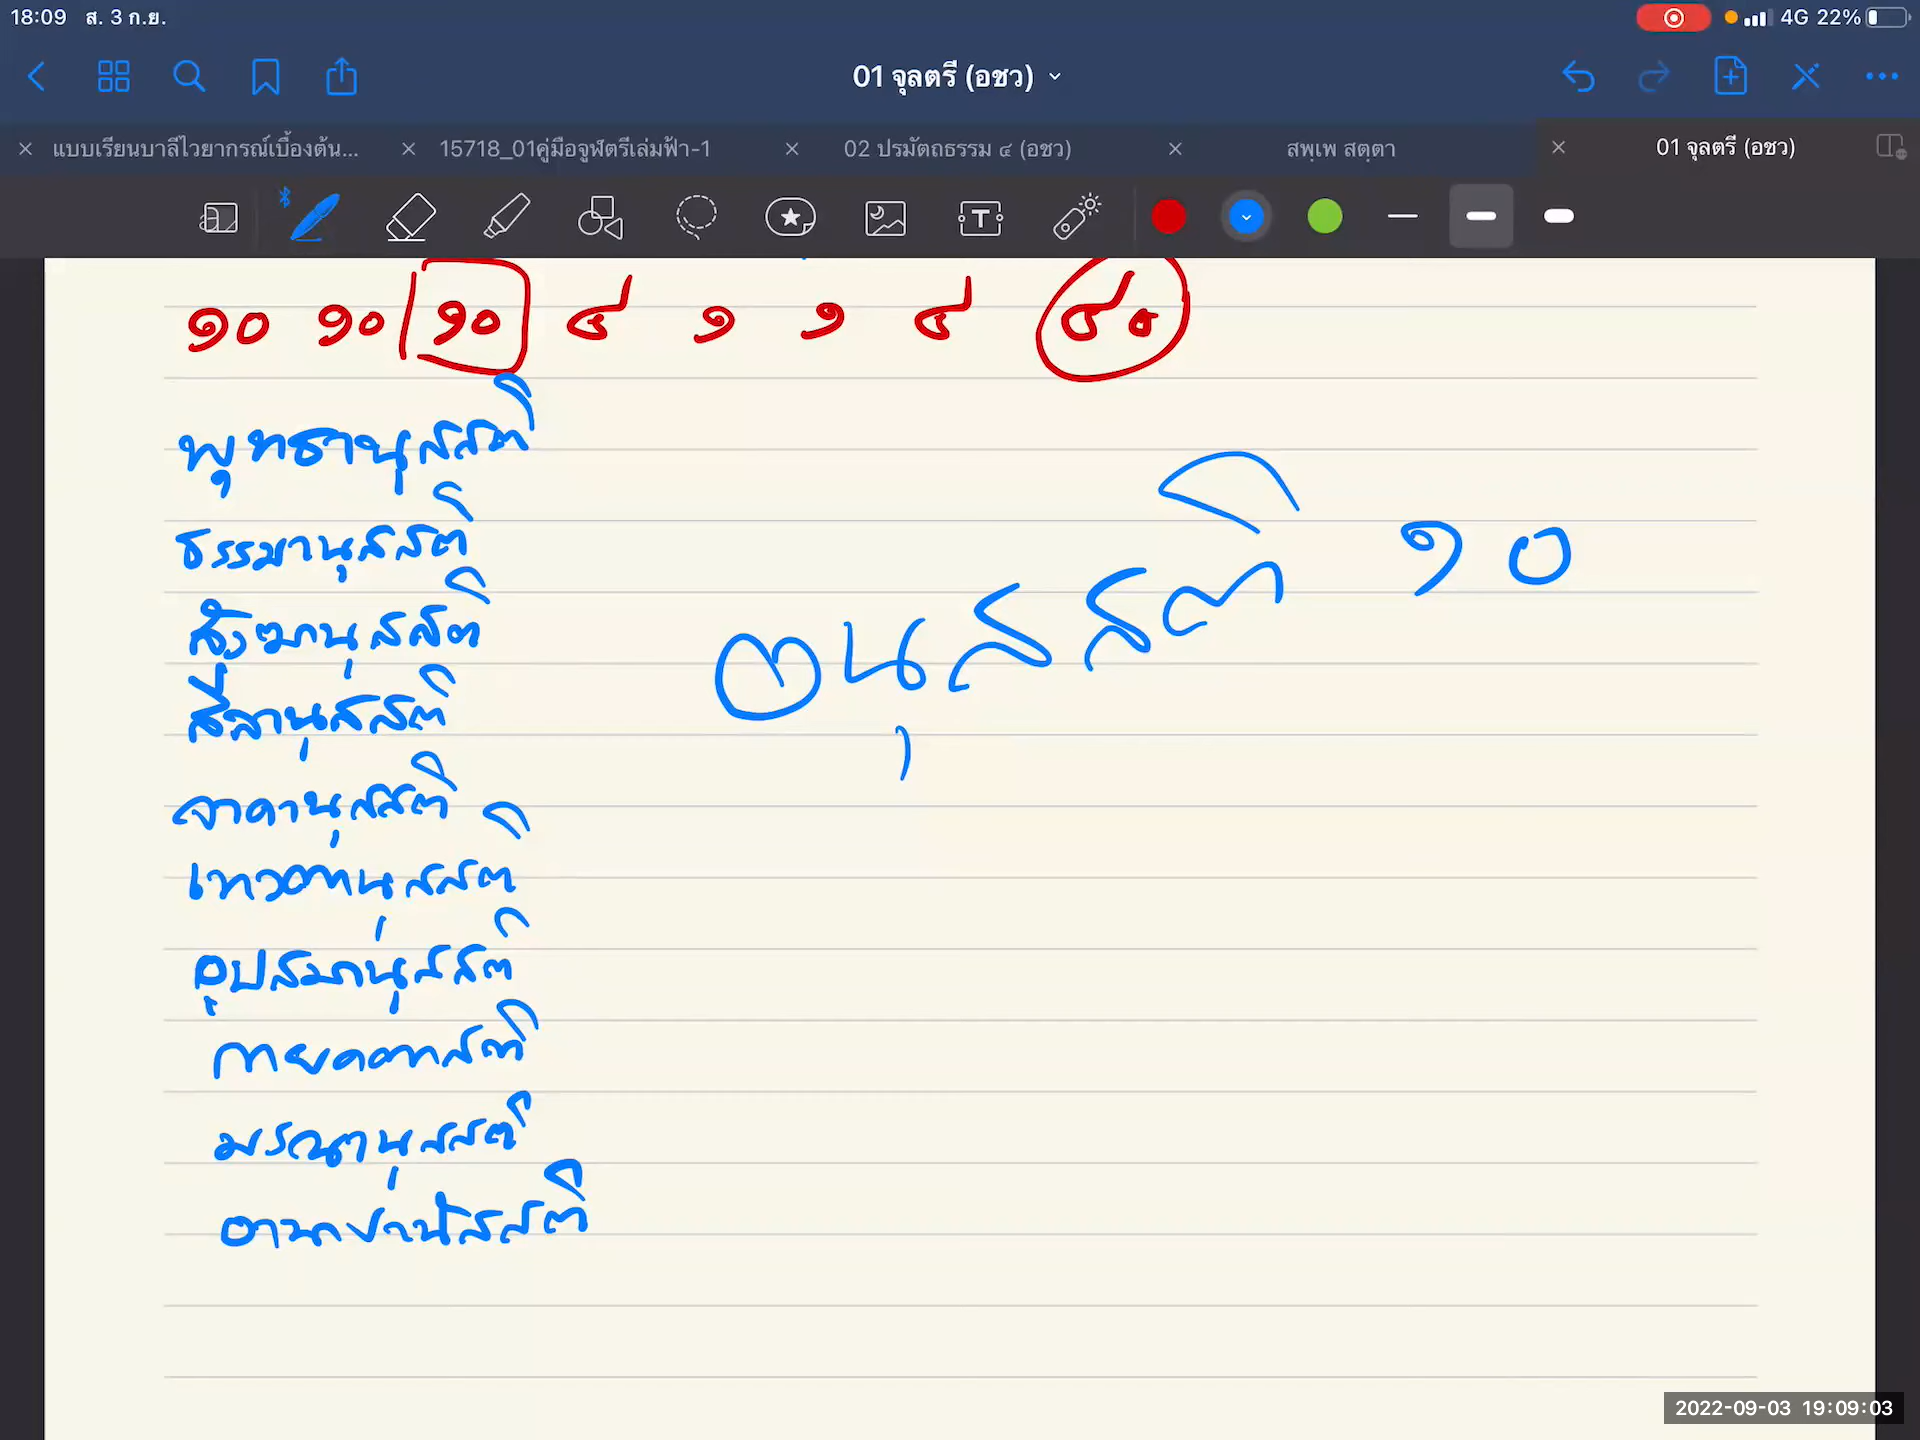 18:09 ส. 3 ก.ย. 4G 22%
01 จุลตรี (อชว)
แบบเรียนบาลีไวยากรณ์เบื้องต้น... 15718_01คู่มือจูฬตรีเล่มฟ้า-1 02 ปรมัตถธรรม ๔ (อชว) สพฺเพ สตฺตา 01 จุลตรี (อชว)
๑๐ ๑๐ ๑๐ ๔ ๑ ๑ ๔ ๔๐
พุทธานุสสติ
ธรรมานุสสติ
สังฆานุสสติ
สีลานุสสติ
จาคานุสสติ
เทวตานุสสติ
อุปสมานุสสติ
กายคตาสติ
มรณานุสสติ
อานาปานัสสติ
อนุสสติ ๑๐
2022-09-03 19:09:03